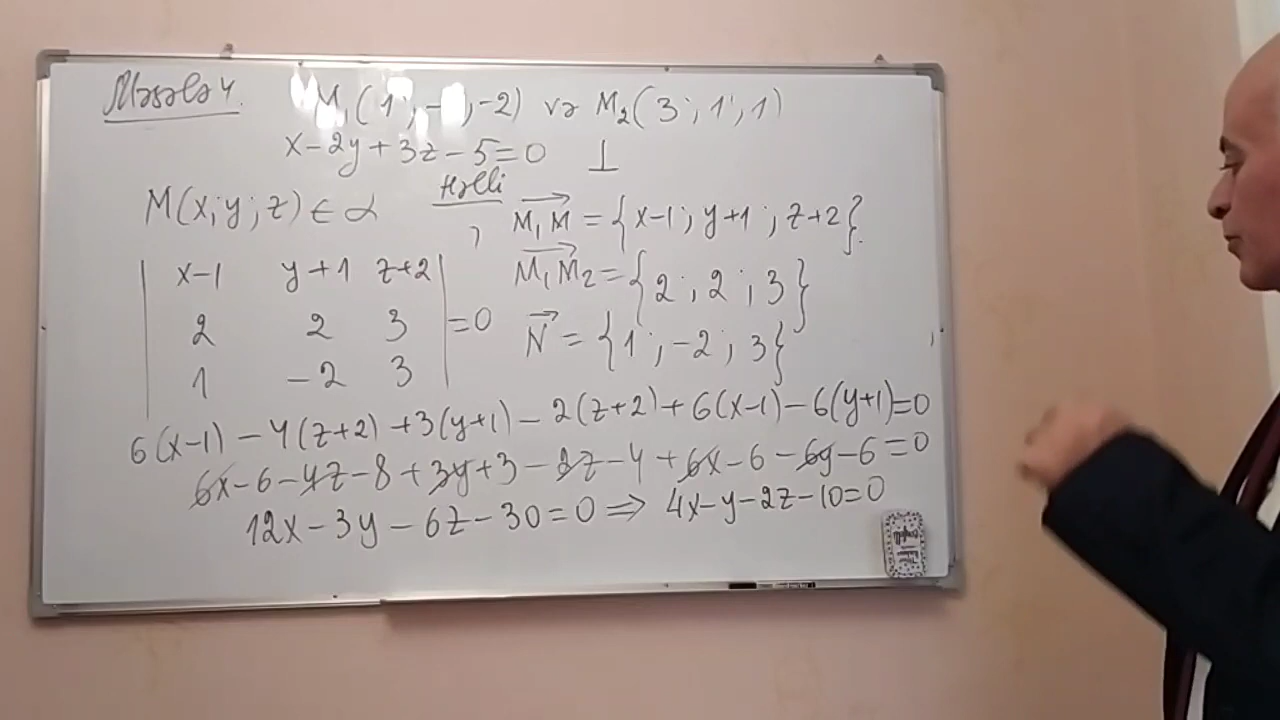 Məsələ 4.
M₁(1; - ; -2) və M₂(3; 1; 1)
x-2y+3z-5=0 ⊥
Həlli
M(x; y; z) ∈ α , M₁M = {x-1; y+1; z+2}.
M₁M₂ = {2; 2; 3}
N = {1; -2; 3}
| x-1 y+1 z+2 |
| 2 2 3 | =0
| 1 -2 3 |
6(x-1) - 4(z+2) + 3(y+1) - 2(z+2) + 6(x-1) - 6(y+1)=0
6x-6-4z-8+3y+3-2z-4+6x-6-6y-6=0
12x-3y-6z-30=0 ⇒ 4x-y-2z-10=0